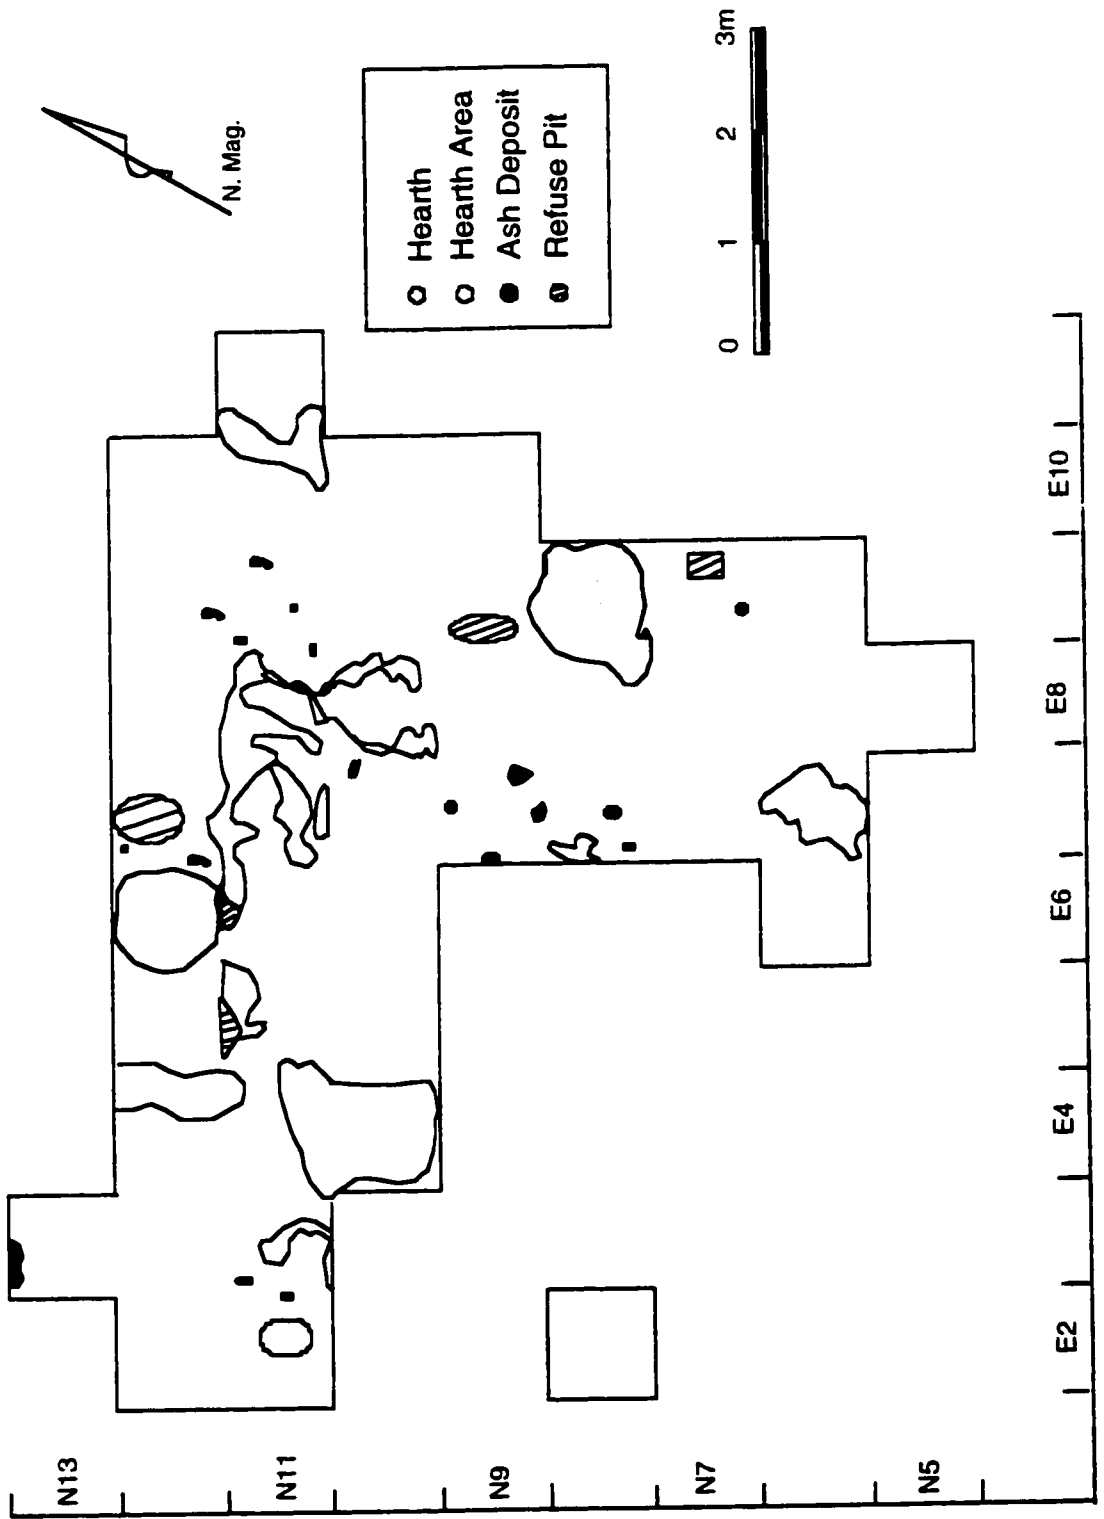 N. Mag.
Hearth
Hearth Area
Ash Deposit
Refuse Pit
0 1 2 3m
N13
N11
N9
N7
N5
E2 E4 E6 E8 E10